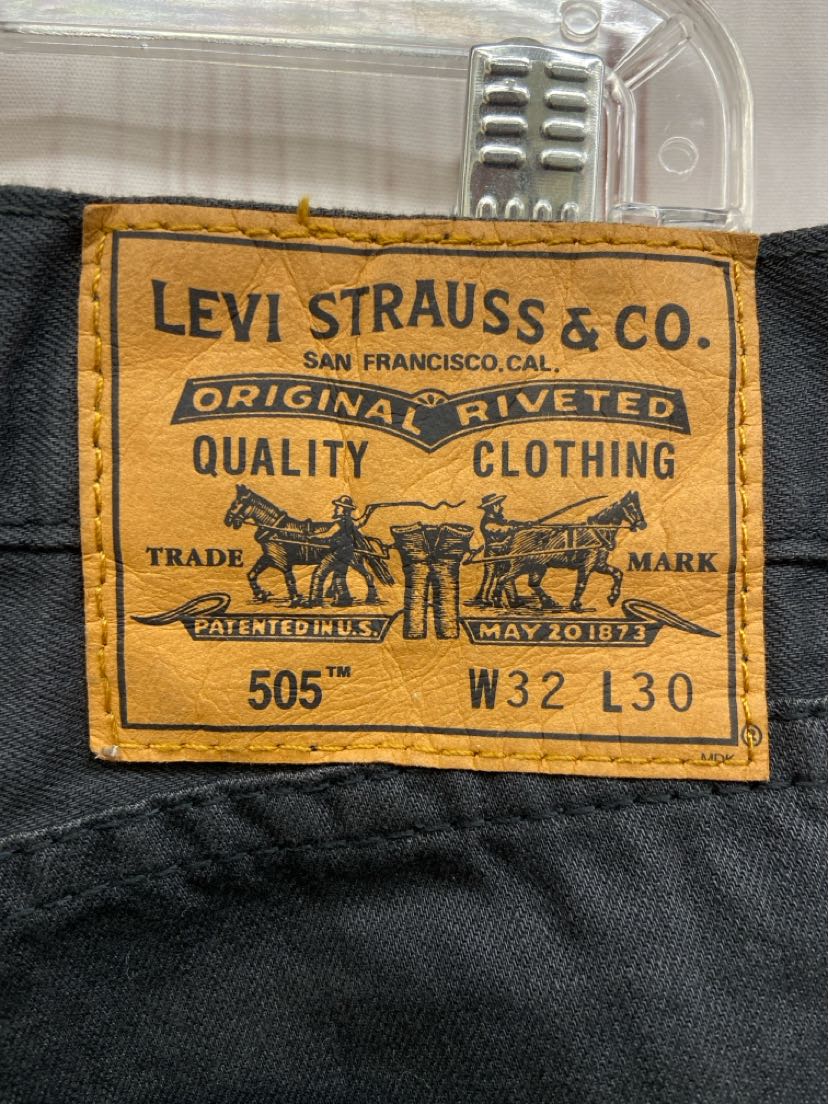 LEVI STRAUSS & CO.
SAN FRANCISCO.CAL.
ORIGINAL RIVETED
QUALITY CLOTHING
TRADE MARK
PATENTED IN U.S. MAY 20 1873
505™ W32 L30
®